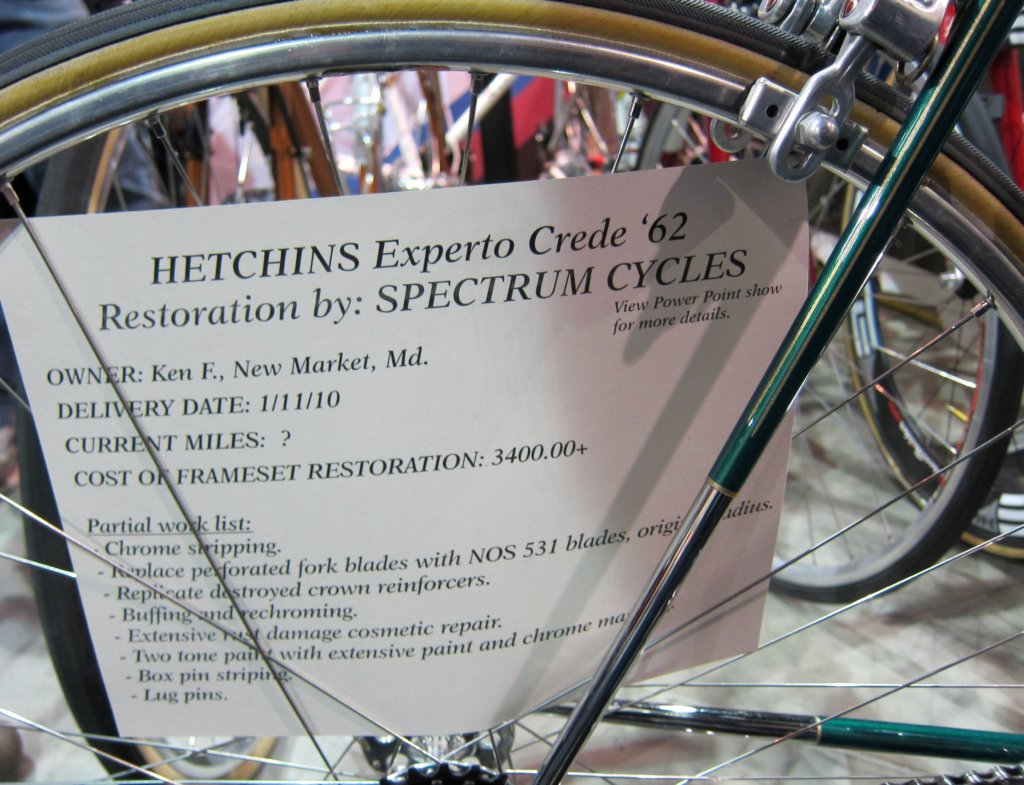 HETCHINS Experto Crede '62
Restoration by: SPECTRUM CYCLES
View Power Point show
for more details.
OWNER: Ken F., New Market, Md.
DELIVERY DATE: 1/11/10
CURRENT MILES: ?
COST OF FRAMESET RESTORATION: 3400.00+
Partial work list:
- Chrome stripping.
- Replace perforated fork blades with NOS 531 blades,
- Replicate destroyed crown reinforcers.
- Buffing and rechroming.
- Extensive rust damage cosmetic repair.
- Two tone paint with extensive paint and chrome
- Box pin striping.
- Lug pins.